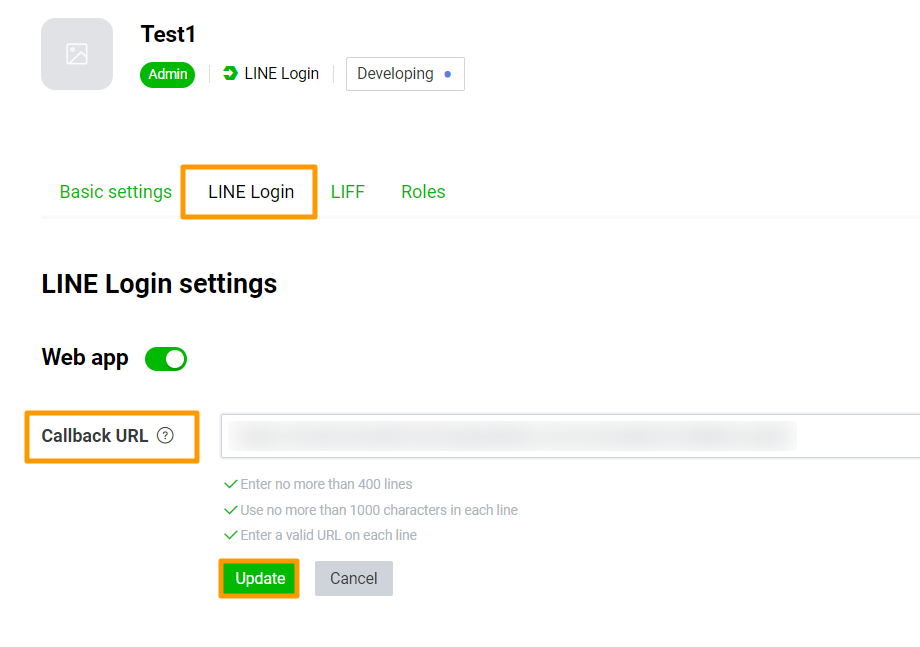 Test1
Admin LINE Login Developing
Basic settings LINE Login LIFF Roles
LINE Login settings
Web app
Callback URL ?
Enter no more than 400 lines
Use no more than 1000 characters in each line
Enter a valid URL on each line
Update Cancel